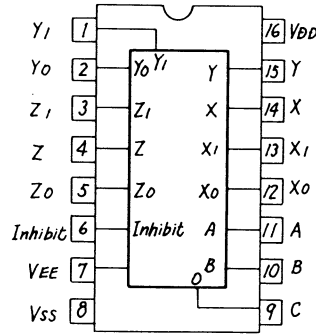 Y1 1 16 VDD
Y0 2 Y0 Y1 Y 15 Y
Z1 3 Z1 X 14 X
Z 4 Z X1 13 X1
Z0 5 Z0 X0 12 X0
Inhibit 6 Inhibit A 11 A
VEE 7 B 10 B
VSS 8 0 9 C